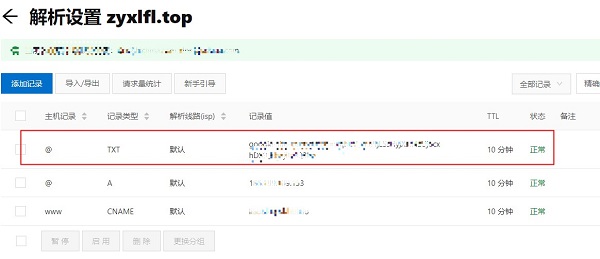 解析设置 zyxlfl.top
添加记录 导入/导出 请求量统计 新手引导 全部记录 精确
主机记录 记录类型 解析线路(isp) 记录值 TTL 状态 备注
@ TXT 默认 10 分钟 正常
@ A 默认 10 分钟 正常
www CNAME 默认 10 分钟 正常
暂停 启用 删除 更换分组